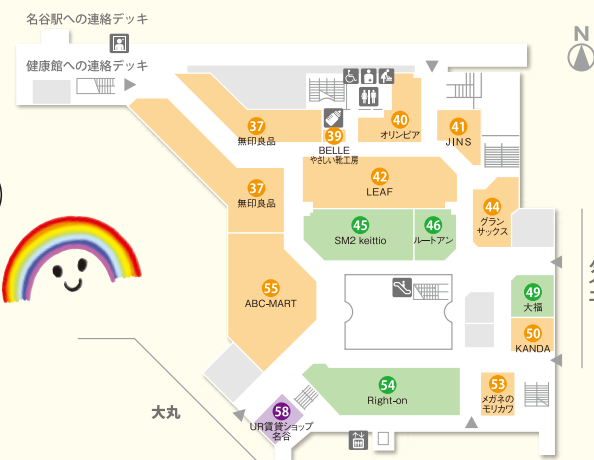 名谷駅への連絡デッキ
健康館への連絡デッキ
N
37
無印良品
39
BELLE
やさしい靴工房
40
オリンピア
41
JINS
37
無印良品
42
LEAF
44
グラン
サックス
45
SM2 keittio
46
ルートアン
55
ABC-MART
49
大福
50
KANDA
54
Right-on
53
メガネの
モリカワ
58
UR賃貸ショップ
名谷
大丸